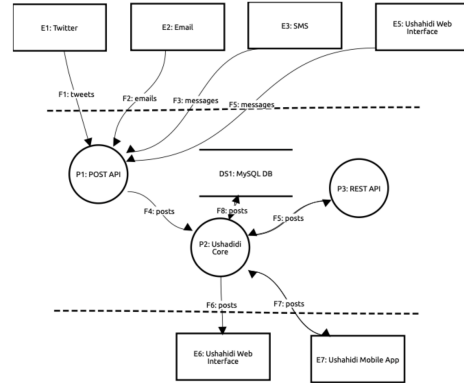 E1: Twitter
E2: Email
E3: SMS
E5: Ushahidi Web
Interface
F1: tweets
F2: emails
F3: messages
F5: messages
P1: POST API
DS1: MySQL DB
P3: REST API
F4: posts
F8: posts
F5: posts
P2: Ushadidi
Core
F6: posts
F7: posts
E6: Ushahidi Web
Interface
E7: Ushahidi Mobile App